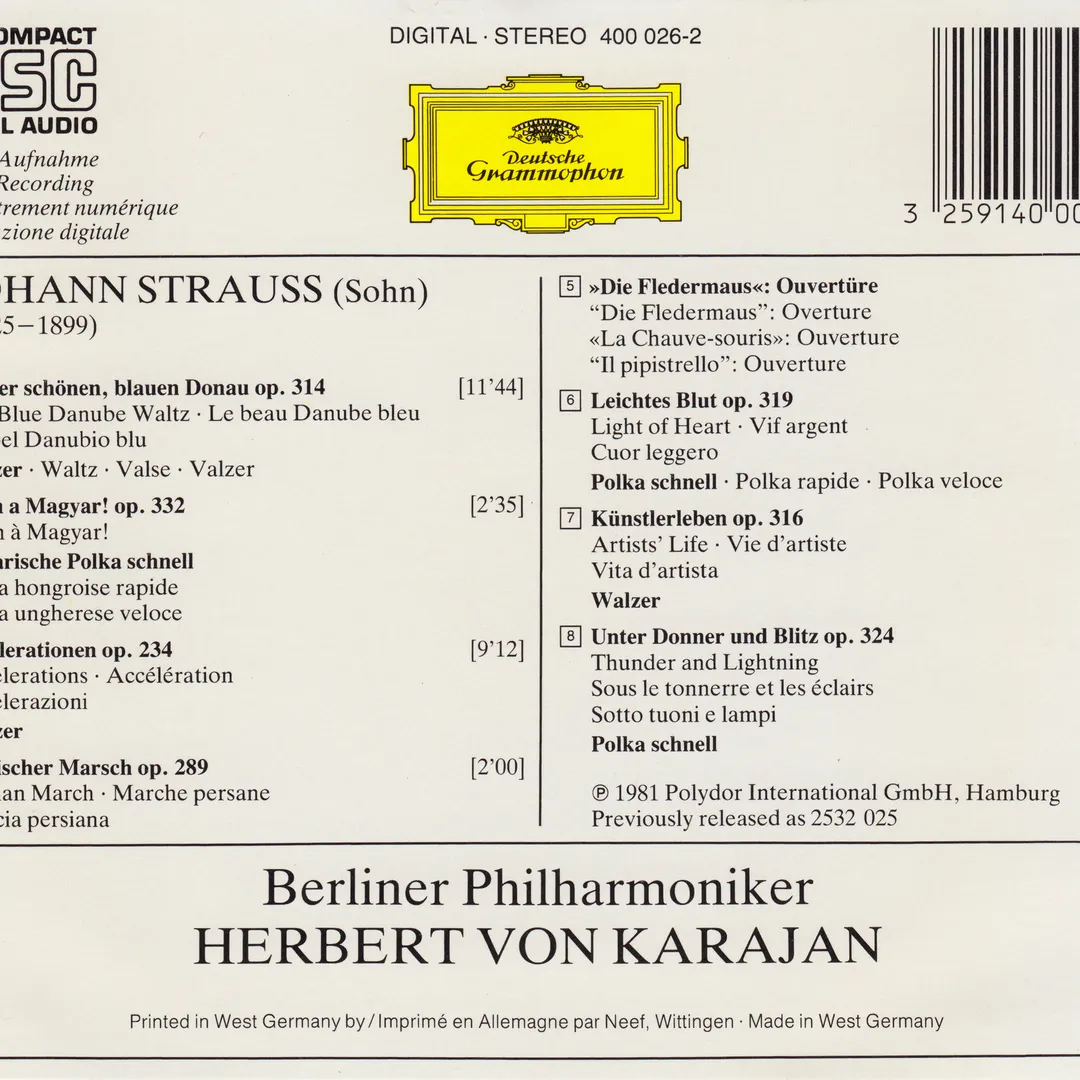 OMPACT
DIGITAL · STEREO 400 026-2
SC
L AUDIO
Deutsche
Grammophon
Aufnahme
Recording
trement numérique
zione digitale
3 259140 00
OHANN STRAUSS (Sohn)
25–1899)
er schönen, blauen Donau op. 314 [11’44]
Blue Danube Waltz · Le beau Danube bleu
el Danubio blu
zer · Waltz · Valse · Valzer
n a Magyar! op. 332 [2’35]
n à Magyar!
arische Polka schnell
a hongroise rapide
a ungherese veloce
lerationen op. 234 [9’12]
elerations · Accélération
elerazioni
zer
ischer Marsch op. 289 [2’00]
ian March · Marche persane
cia persiana
5 »Die Fledermaus«: Ouvertüre
“Die Fledermaus”: Overture
«La Chauve-souris»: Ouverture
“Il pipistrello”: Ouverture
6 Leichtes Blut op. 319
Light of Heart · Vif argent
Cuor leggero
Polka schnell · Polka rapide · Polka veloce
7 Künstlerleben op. 316
Artists’ Life · Vie d’artiste
Vita d’artista
Walzer
8 Unter Donner und Blitz op. 324
Thunder and Lightning
Sous le tonnerre et les éclairs
Sotto tuoni e lampi
Polka schnell
℗ 1981 Polydor International GmbH, Hamburg
Previously released as 2532 025
Berliner Philharmoniker
HERBERT VON KARAJAN
Printed in West Germany by / Imprimé en Allemagne par Neef, Wittingen · Made in West Germany